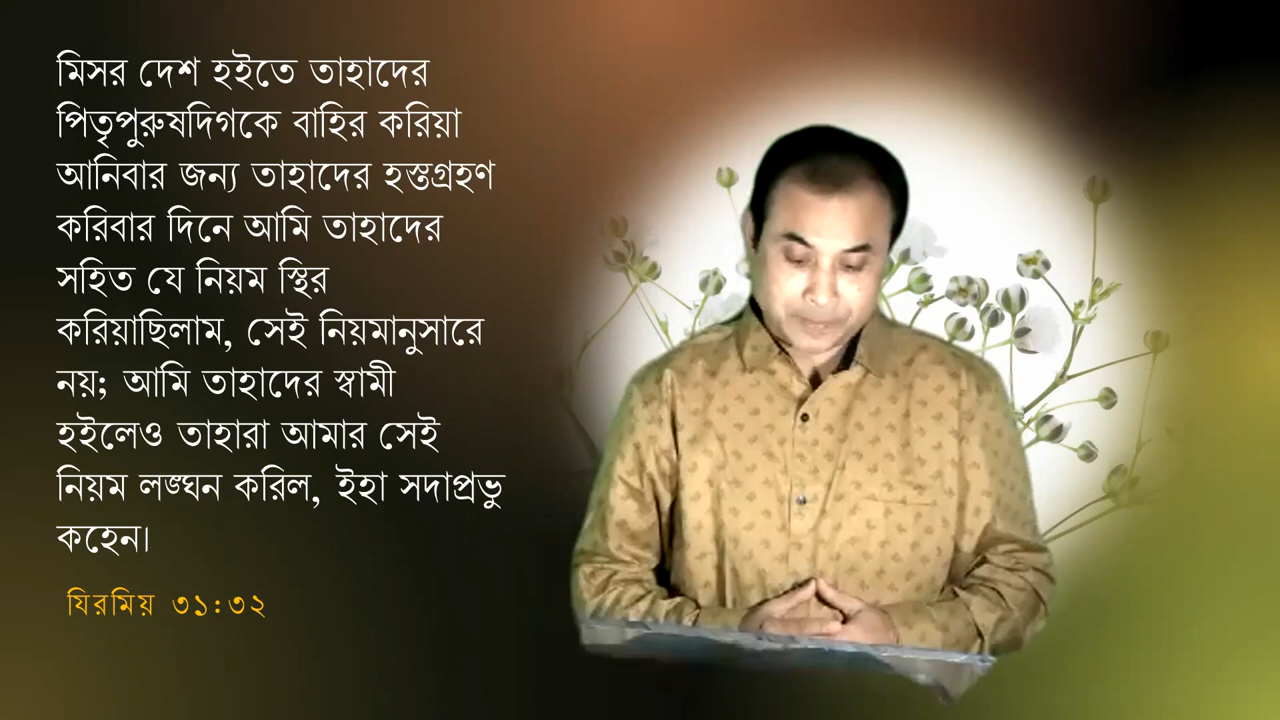 মিসর দেশ হইতে তাহাদের
পিতৃপুরুষদিগকে বাহির করিয়া
আনিবার জন্য তাহাদের হস্তগ্রহণ
করিবার দিনে আমি তাহাদের
সহিত যে নিয়ম স্থির
করিয়াছিলাম, সেই নিয়মানুসারে
নয়; আমি তাহাদের স্বামী
হইলেও তাহারা আমার সেই
নিয়ম লঙ্ঘন করিল, ইহা সদাপ্রভু
কহেন।
যিরমিয় ৩১:৩২